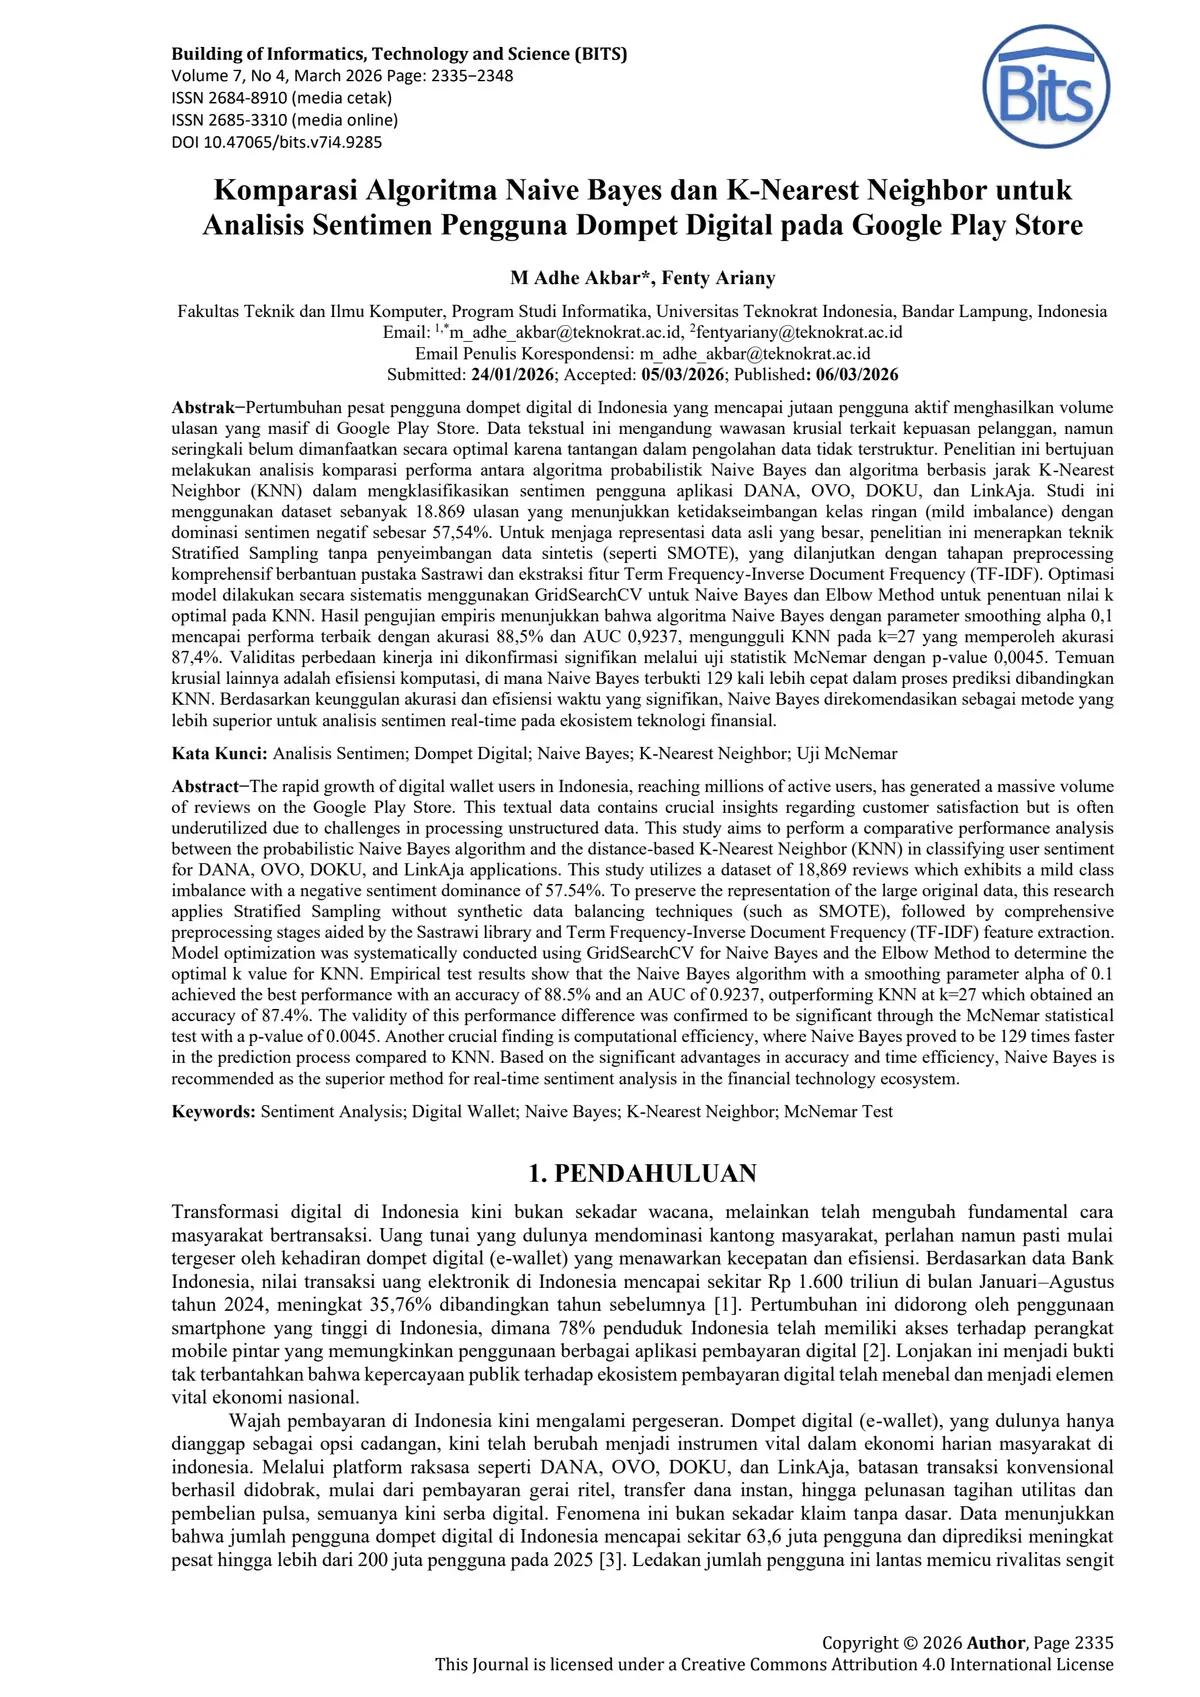 Building of Informatics, Technology and Science (BITS)
Volume 7, No 4, March 2026 Page: 2335−2348
ISSN 2684-8910 (media cetak)
ISSN 2685-3310 (media online)
DOI 10.47065/bits.v7i4.9285
Bits
Komparasi Algoritma Naive Bayes dan K-Nearest Neighbor untuk
Analisis Sentimen Pengguna Dompet Digital pada Google Play Store
M Adhe Akbar*, Fenty Ariany
Fakultas Teknik dan Ilmu Komputer, Program Studi Informatika, Universitas Teknokrat Indonesia, Bandar Lampung, Indonesia
Email: 1,*m_adhe_akbar@teknokrat.ac.id, 2fentyariany@teknokrat.ac.id
Email Penulis Korespondensi: m_adhe_akbar@teknokrat.ac.id
Submitted: 24/01/2026; Accepted: 05/03/2026; Published: 06/03/2026
Abstrak−Pertumbuhan pesat pengguna dompet digital di Indonesia yang mencapai jutaan pengguna aktif menghasilkan volume
ulasan yang masif di Google Play Store. Data tekstual ini mengandung wawasan krusial terkait kepuasan pelanggan, namun
seringkali belum dimanfaatkan secara optimal karena tantangan dalam pengolahan data tidak terstruktur. Penelitian ini bertujuan
melakukan analisis komparasi performa antara algoritma probabilistik Naive Bayes dan algoritma berbasis jarak K-Nearest
Neighbor (KNN) dalam mengklasifikasikan sentimen pengguna aplikasi DANA, OVO, DOKU, dan LinkAja. Studi ini
menggunakan dataset sebanyak 18.869 ulasan yang menunjukkan ketidakseimbangan kelas ringan (mild imbalance) dengan
dominasi sentimen negatif sebesar 57,54%. Untuk menjaga representasi data asli yang besar, penelitian ini menerapkan teknik
Stratified Sampling tanpa penyeimbangan data sintetis (seperti SMOTE), yang dilanjutkan dengan tahapan preprocessing
komprehensif berbantuan pustaka Sastrawi dan ekstraksi fitur Term Frequency-Inverse Document Frequency (TF-IDF). Optimasi
model dilakukan secara sistematis menggunakan GridSearchCV untuk Naive Bayes dan Elbow Method untuk penentuan nilai k
optimal pada KNN. Hasil pengujian empiris menunjukkan bahwa algoritma Naive Bayes dengan parameter smoothing alpha 0,1
mencapai performa terbaik dengan akurasi 88,5% dan AUC 0,9237, mengungguli KNN pada k=27 yang memperoleh akurasi
87,4%. Validitas perbedaan kinerja ini dikonfirmasi signifikan melalui uji statistik McNemar dengan p-value 0,0045. Temuan
krusial lainnya adalah efisiensi komputasi, di mana Naive Bayes terbukti 129 kali lebih cepat dalam proses prediksi dibandingkan
KNN. Berdasarkan keunggulan akurasi dan efisiensi waktu yang signifikan, Naive Bayes direkomendasikan sebagai metode yang
lebih superior untuk analisis sentimen real-time pada ekosistem teknologi finansial.
Kata Kunci: Analisis Sentimen; Dompet Digital; Naive Bayes; K-Nearest Neighbor; Uji McNemar
Abstract−The rapid growth of digital wallet users in Indonesia, reaching millions of active users, has generated a massive volume
of reviews on the Google Play Store. This textual data contains crucial insights regarding customer satisfaction but is often
underutilized due to challenges in processing unstructured data. This study aims to perform a comparative performance analysis
between the probabilistic Naive Bayes algorithm and the distance-based K-Nearest Neighbor (KNN) in classifying user sentiment
for DANA, OVO, DOKU, and LinkAja applications. This study utilizes a dataset of 18,869 reviews which exhibits a mild class
imbalance with a negative sentiment dominance of 57.54%. To preserve the representation of the large original data, this research
applies Stratified Sampling without synthetic data balancing techniques (such as SMOTE), followed by comprehensive
preprocessing stages aided by the Sastrawi library and Term Frequency-Inverse Document Frequency (TF-IDF) feature extraction.
Model optimization was systematically conducted using GridSearchCV for Naive Bayes and the Elbow Method to determine the
optimal k value for KNN. Empirical test results show that the Naive Bayes algorithm with a smoothing parameter alpha of 0.1
achieved the best performance with an accuracy of 88.5% and an AUC of 0.9237, outperforming KNN at k=27 which obtained an
accuracy of 87.4%. The validity of this performance difference was confirmed to be significant through the McNemar statistical
test with a p-value of 0.0045. Another crucial finding is computational efficiency, where Naive Bayes proved to be 129 times faster
in the prediction process compared to KNN. Based on the significant advantages in accuracy and time efficiency, Naive Bayes is
recommended as the superior method for real-time sentiment analysis in the financial technology ecosystem.
Keywords: Sentiment Analysis; Digital Wallet; Naive Bayes; K-Nearest Neighbor; McNemar Test
1. PENDAHULUAN
Transformasi digital di Indonesia kini bukan sekadar wacana, melainkan telah mengubah fundamental cara
masyarakat bertransaksi. Uang tunai yang dulunya mendominasi kantong masyarakat, perlahan namun pasti mulai
tergeser oleh kehadiran dompet digital (e-wallet) yang menawarkan kecepatan dan efisiensi. Berdasarkan data Bank
Indonesia, nilai transaksi uang elektronik di Indonesia mencapai sekitar Rp 1.600 triliun di bulan Januari–Agustus
tahun 2024, meningkat 35,76% dibandingkan tahun sebelumnya [1]. Pertumbuhan ini didorong oleh penggunaan
smartphone yang tinggi di Indonesia, dimana 78% penduduk Indonesia telah memiliki akses terhadap perangkat
mobile pintar yang memungkinkan penggunaan berbagai aplikasi pembayaran digital [2]. Lonjakan ini menjadi bukti
tak terbantahkan bahwa kepercayaan publik terhadap ekosistem pembayaran digital telah menebal dan menjadi elemen
vital ekonomi nasional.
Wajah pembayaran di Indonesia kini mengalami pergeseran. Dompet digital (e-wallet), yang dulunya hanya
dianggap sebagai opsi cadangan, kini telah berubah menjadi instrumen vital dalam ekonomi harian masyarakat di
indonesia. Melalui platform raksasa seperti DANA, OVO, DOKU, dan LinkAja, batasan transaksi konvensional
berhasil didobrak, mulai dari pembayaran gerai ritel, transfer dana instan, hingga pelunasan tagihan utilitas dan
pembelian pulsa, semuanya kini serba digital. Fenomena ini bukan sekadar klaim tanpa dasar. Data menunjukkan
bahwa jumlah pengguna dompet digital di Indonesia mencapai sekitar 63,6 juta pengguna dan diprediksi meningkat
pesat hingga lebih dari 200 juta pengguna pada 2025 [3]. Ledakan jumlah pengguna ini lantas memicu rivalitas sengit
Copyright © 2026 Author, Page 2335
This Journal is licensed under a Creative Commons Attribution 4.0 International License